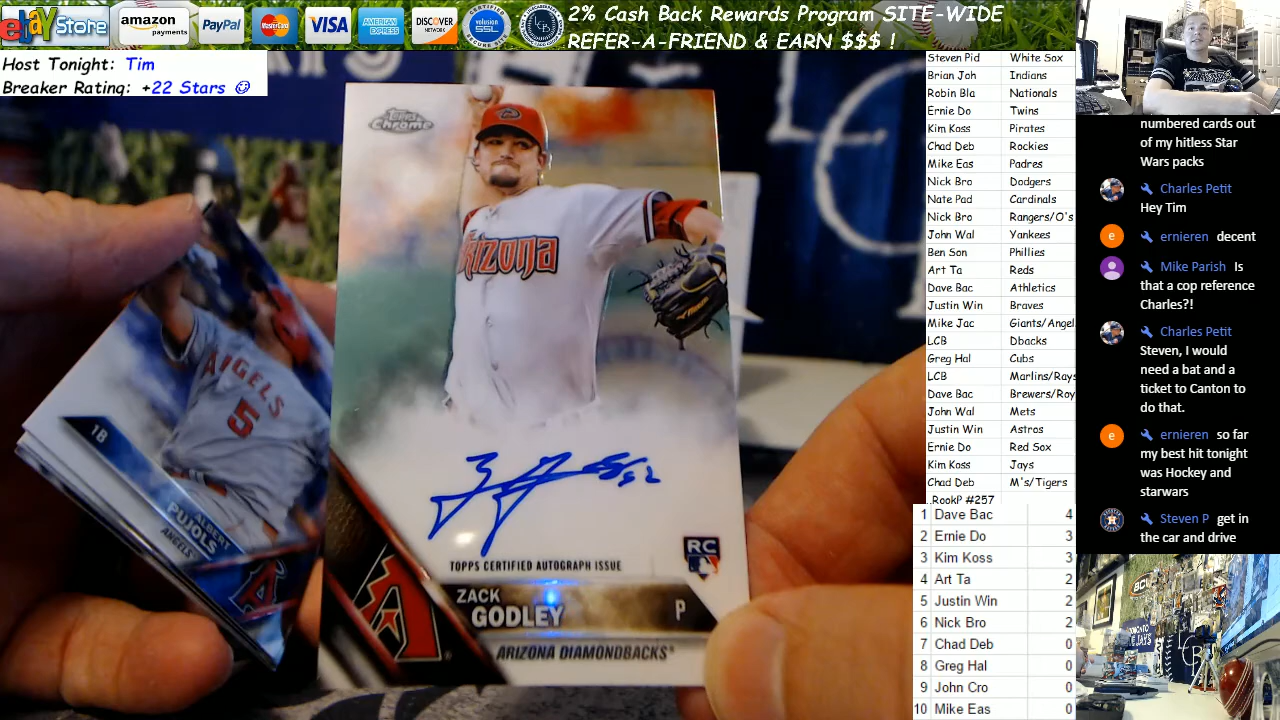 ebay Store
amazon payments
PayPal
MasterCard
VISA
AMERICAN EXPRESS
DISCOVER NETWORK
volusion SSL
LCB
2% Cash Back Rewards Program SITE-WIDE
REFER-A-FRIEND & EARN $$$ !
Host Tonight: Tim
Breaker Rating: +22 Stars ☺
Topps Chrome
ARIZONA
TOPPS CERTIFIED AUTOGRAPH ISSUE
RC
ZACK
GODLEY
P
ARIZONA DIAMONDBACKS®
ANGELS
5
1B
ALBERT
PUJOLS
ANGELS
Steven Pid White Sox
Brian Joh Indians
Robin Bla Nationals
Ernie Do Twins
Kim Koss Pirates
Chad Deb Rockies
Mike Eas Padres
Nick Bro Dodgers
Nate Pad Cardinals
Nick Bro Rangers/O's
John Wal Yankees
Ben Son Phillies
Art Ta Reds
Dave Bac Athletics
Justin Win Braves
Mike Jac Giants/Angel
LCB Dbacks
Greg Hal Cubs
LCB Marlins/Rays
Dave Bac Brewers/Roy
John Wal Mets
Justin Win Astros
Ernie Do Red Sox
Kim Koss Jays
Chad Deb M's/Tigers
RookP #257
1 Dave Bac 4
2 Ernie Do 3
3 Kim Koss 3
4 Art Ta 2
5 Justin Win 2
6 Nick Bro 2
7 Chad Deb 0
8 Greg Hal 0
9 John Cro 0
10 Mike Eas 0
numbered cards out
of my hitless Star
Wars packs
Charles Petit
Hey Tim
e ernieren decent
Mike Parish Is
that a cop reference
Charles?!
Charles Petit
Steven, I would
need a bat and a
ticket to Canton to
do that.
e ernieren so far
my best hit tonight
was Hockey and
starwars
Steven P get in
the car and drive